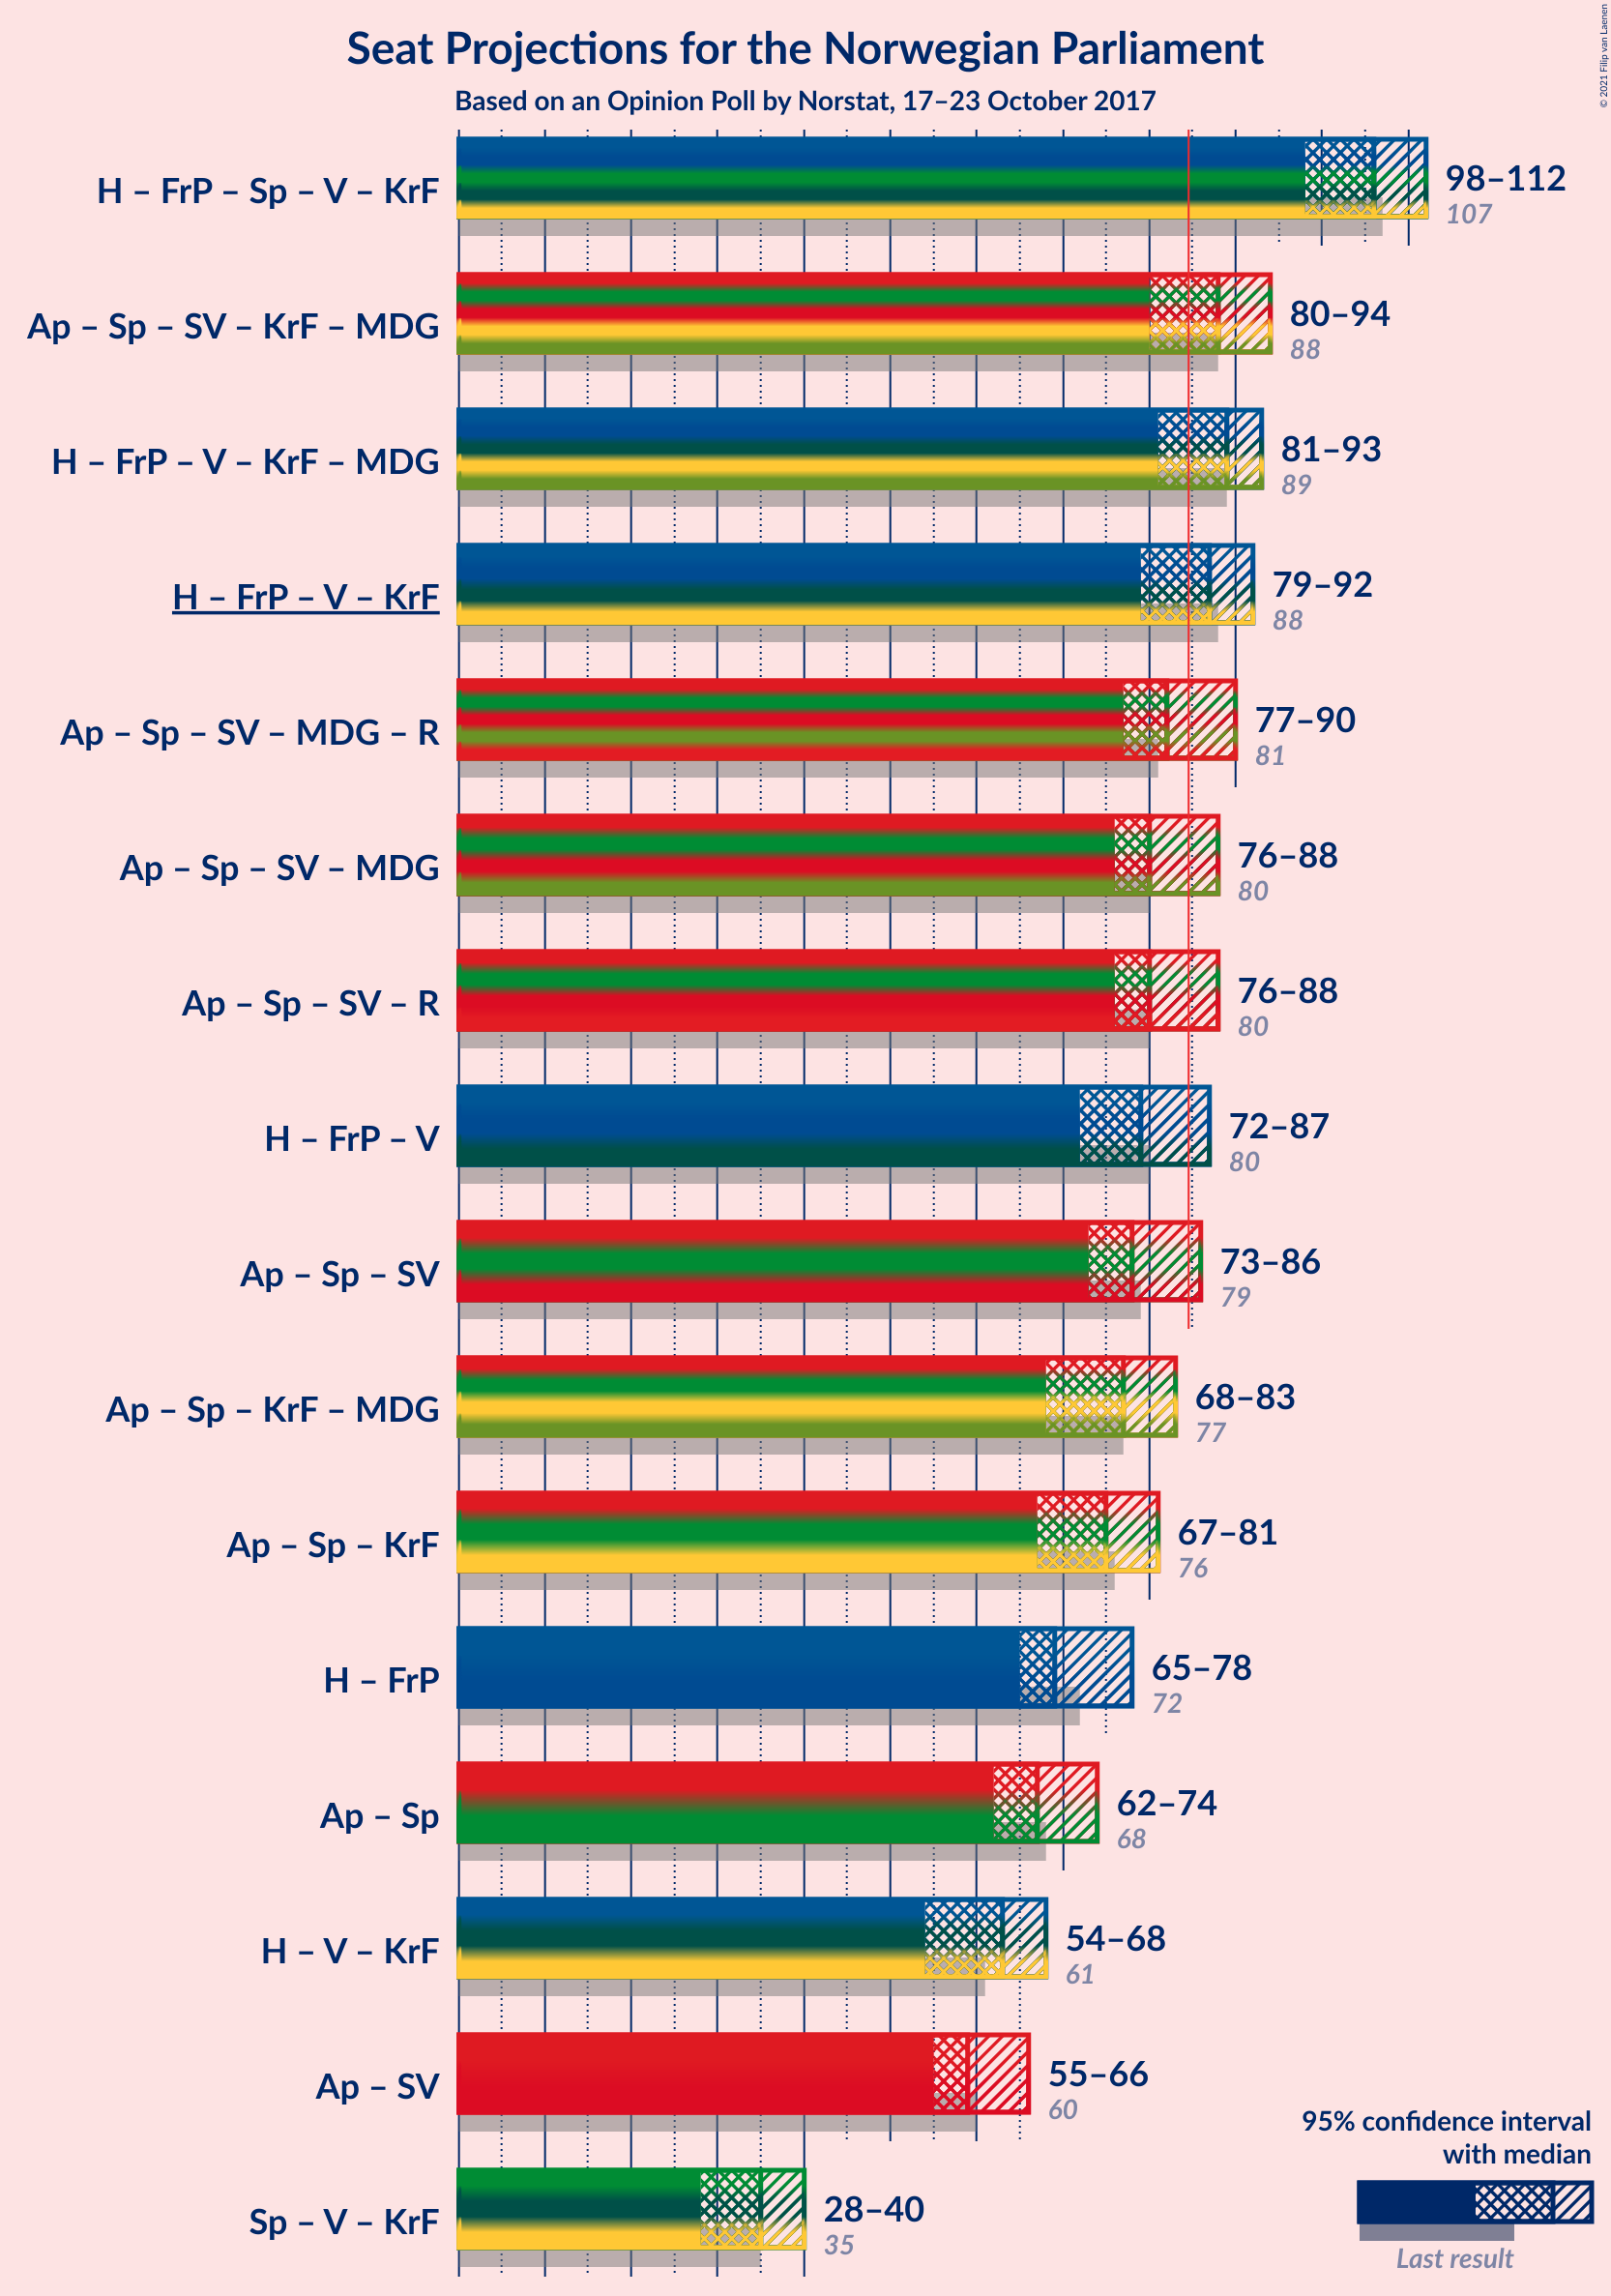 © 2021 Filip van Laenen
Seat Projections for the Norwegian Parliament
Based on an Opinion Poll by Norstat, 17–23 October 2017
H – FrP – Sp – V – KrF
98–112
107
Ap – Sp – SV – KrF – MDG
80–94
88
H – FrP – V – KrF – MDG
81–93
89
H – FrP – V – KrF
79–92
88
Ap – Sp – SV – MDG – R
77–90
81
Ap – Sp – SV – MDG
76–88
80
Ap – Sp – SV – R
76–88
80
H – FrP – V
72–87
80
Ap – Sp – SV
73–86
79
Ap – Sp – KrF – MDG
68–83
77
Ap – Sp – KrF
67–81
76
H – FrP
65–78
72
Ap – Sp
62–74
68
H – V – KrF
54–68
61
Ap – SV
55–66
60
Sp – V – KrF
28–40
35
95% confidence interval
with median
Last result